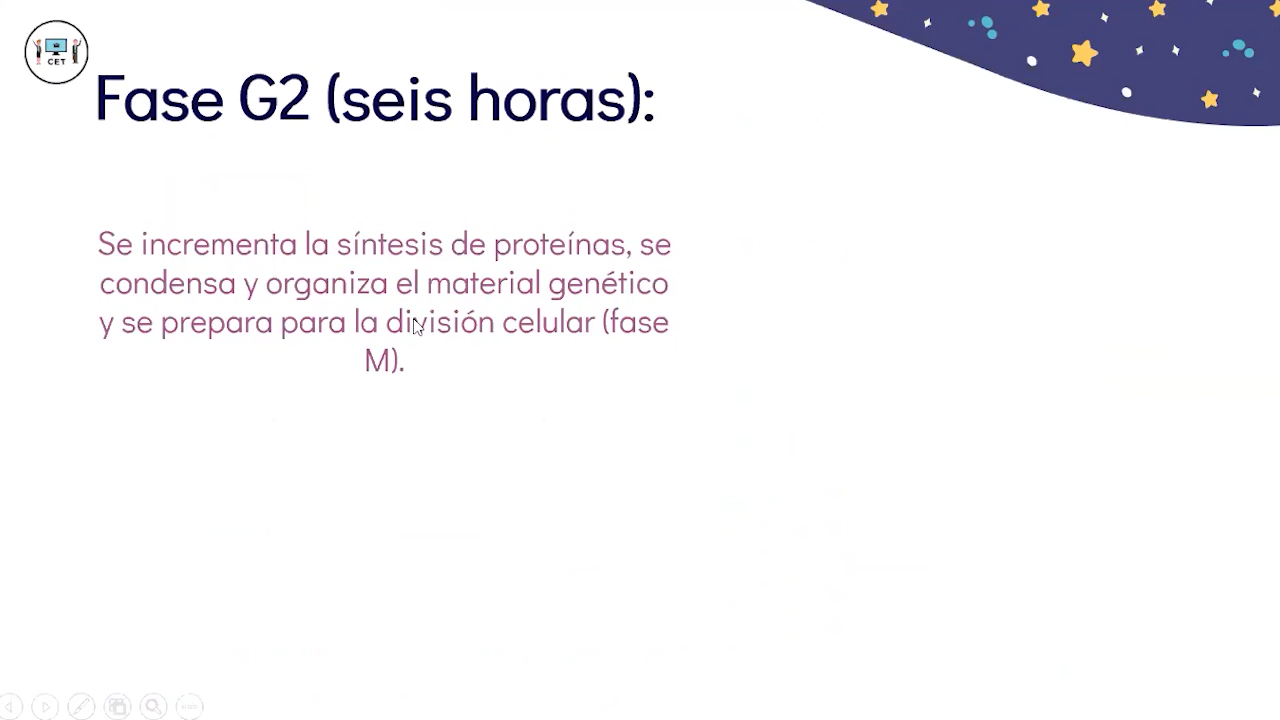 CET
Fase G2 (seis horas):
Se incrementa la síntesis de proteínas, se
condensa y organiza el material genético
y se prepara para la división celular (fase
M).